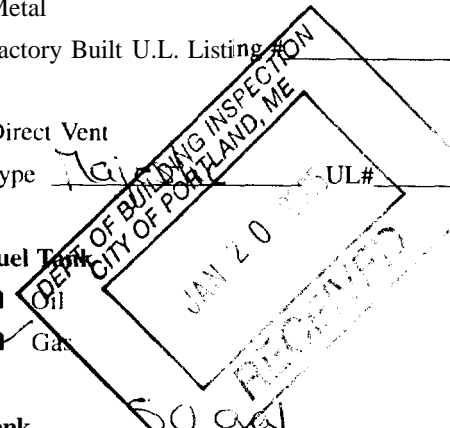 Metal
Factory Built U.L. Listing #
Direct Vent
Type UL#
Fuel Tank
Oil
Gas
50 gal
Tank
DEPT. OF BUILDING INSPECTION
CITY OF PORTLAND, ME
JAN 20
RECEIVED